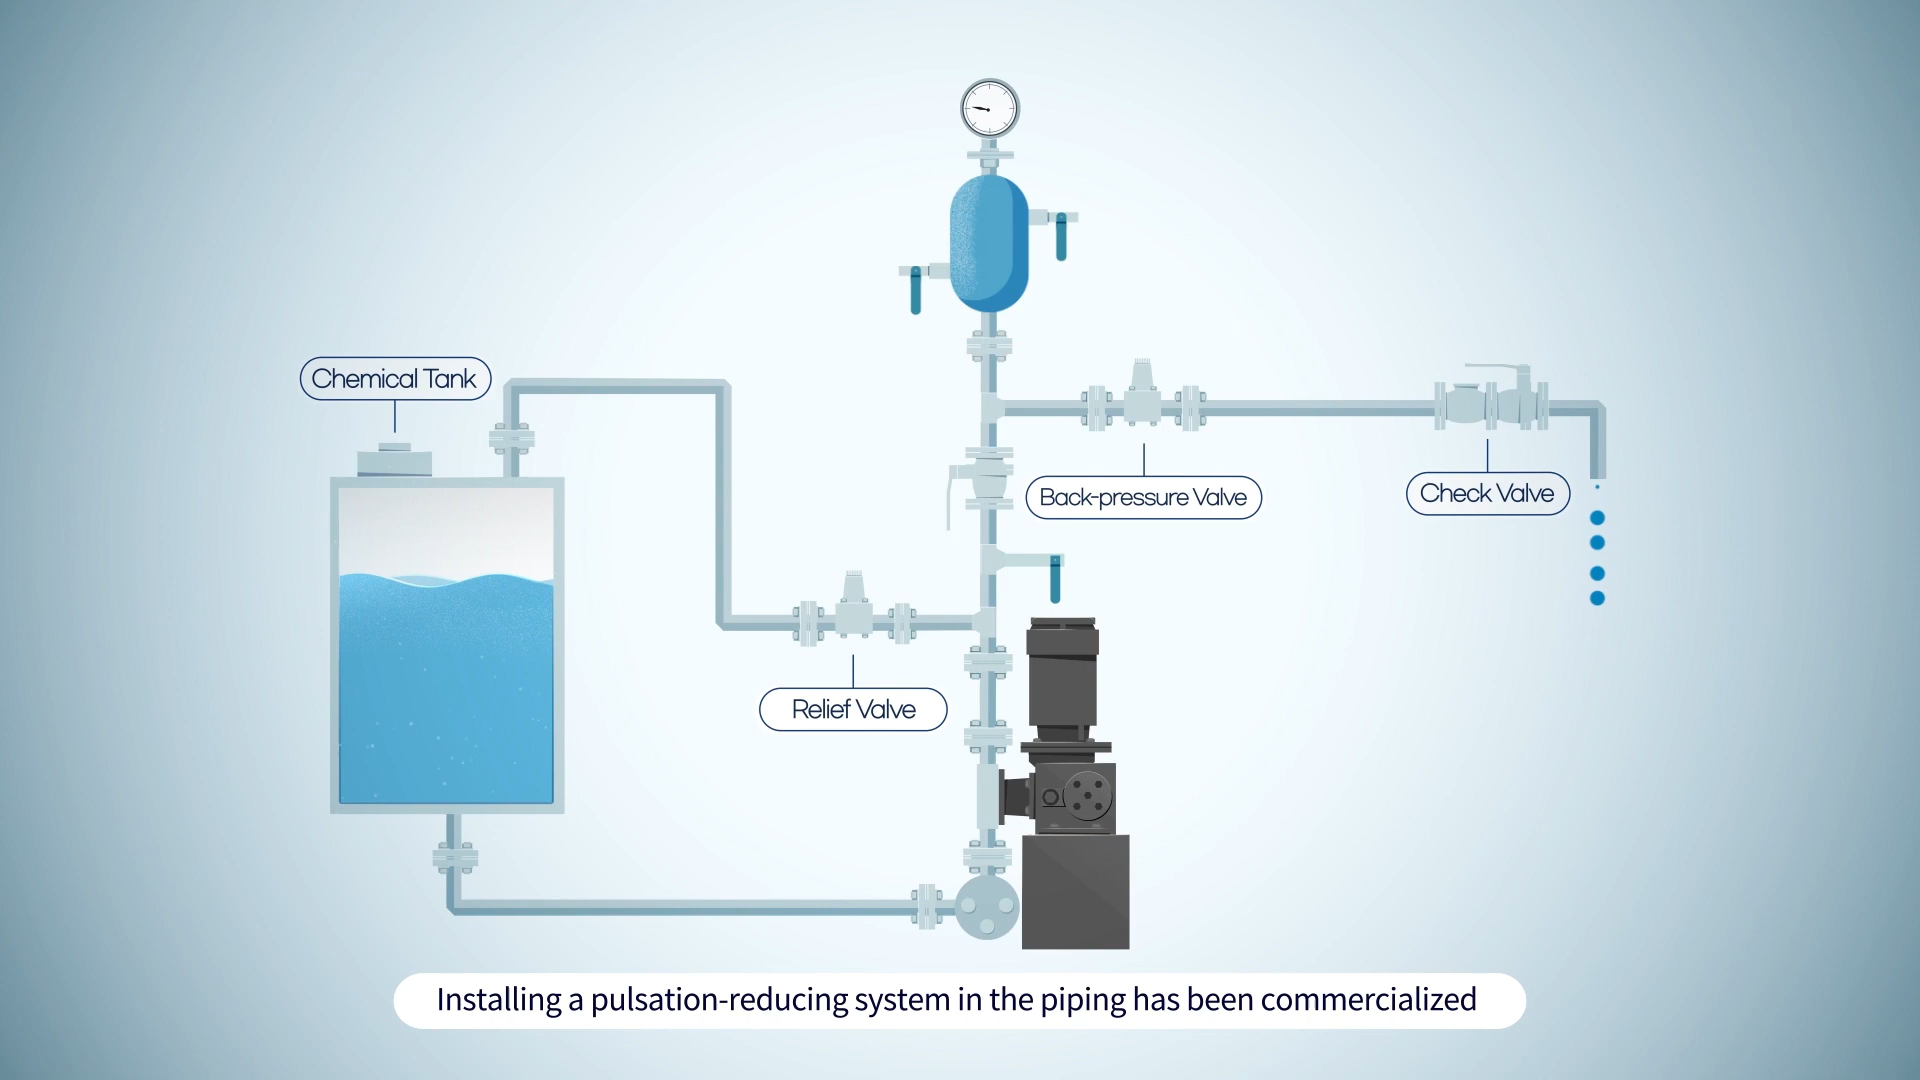 Chemical Tank
Back-pressure Valve
Check Valve
Relief Valve
Installing a pulsation-reducing system in the piping has been commercialized